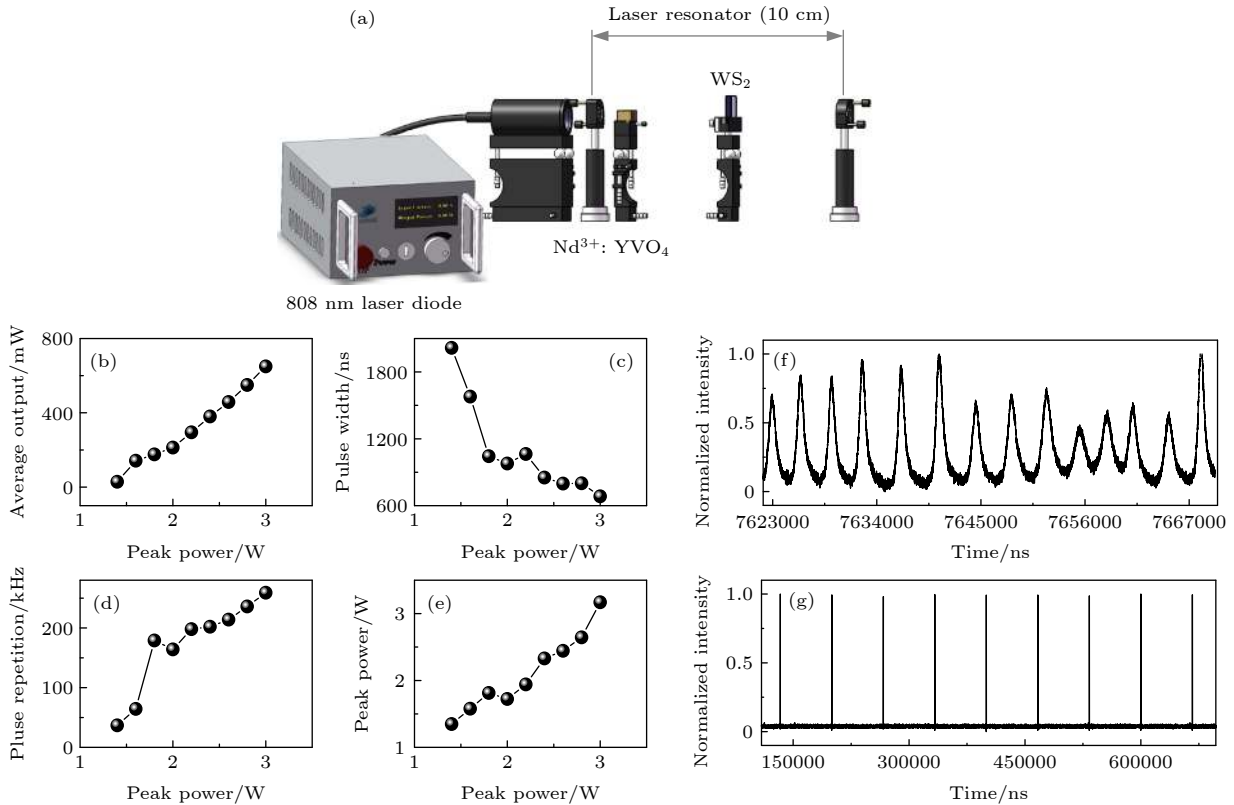 (a)
Laser resonator (10 cm)
WS₂
Nd³⁺: YVO₄
808 nm laser diode
(b)
Average output/mW
800
400
0
1 2 3
Peak power/W
(c)
Pulse width/ns
1800
1200
600
1 2 3
Peak power/W
(f)
Normalized intensity
1.0
0.5
0
7623000 7634000 7645000 7656000 7667000
Time/ns
(d)
Pluse repetition/kHz
200
100
0
1 2 3
Peak power/W
(e)
Peak power/W
3
2
1
1 2 3
Peak power/W
(g)
Normalized intensity
1.0
0.5
0
150000 300000 450000 600000
Time/ns